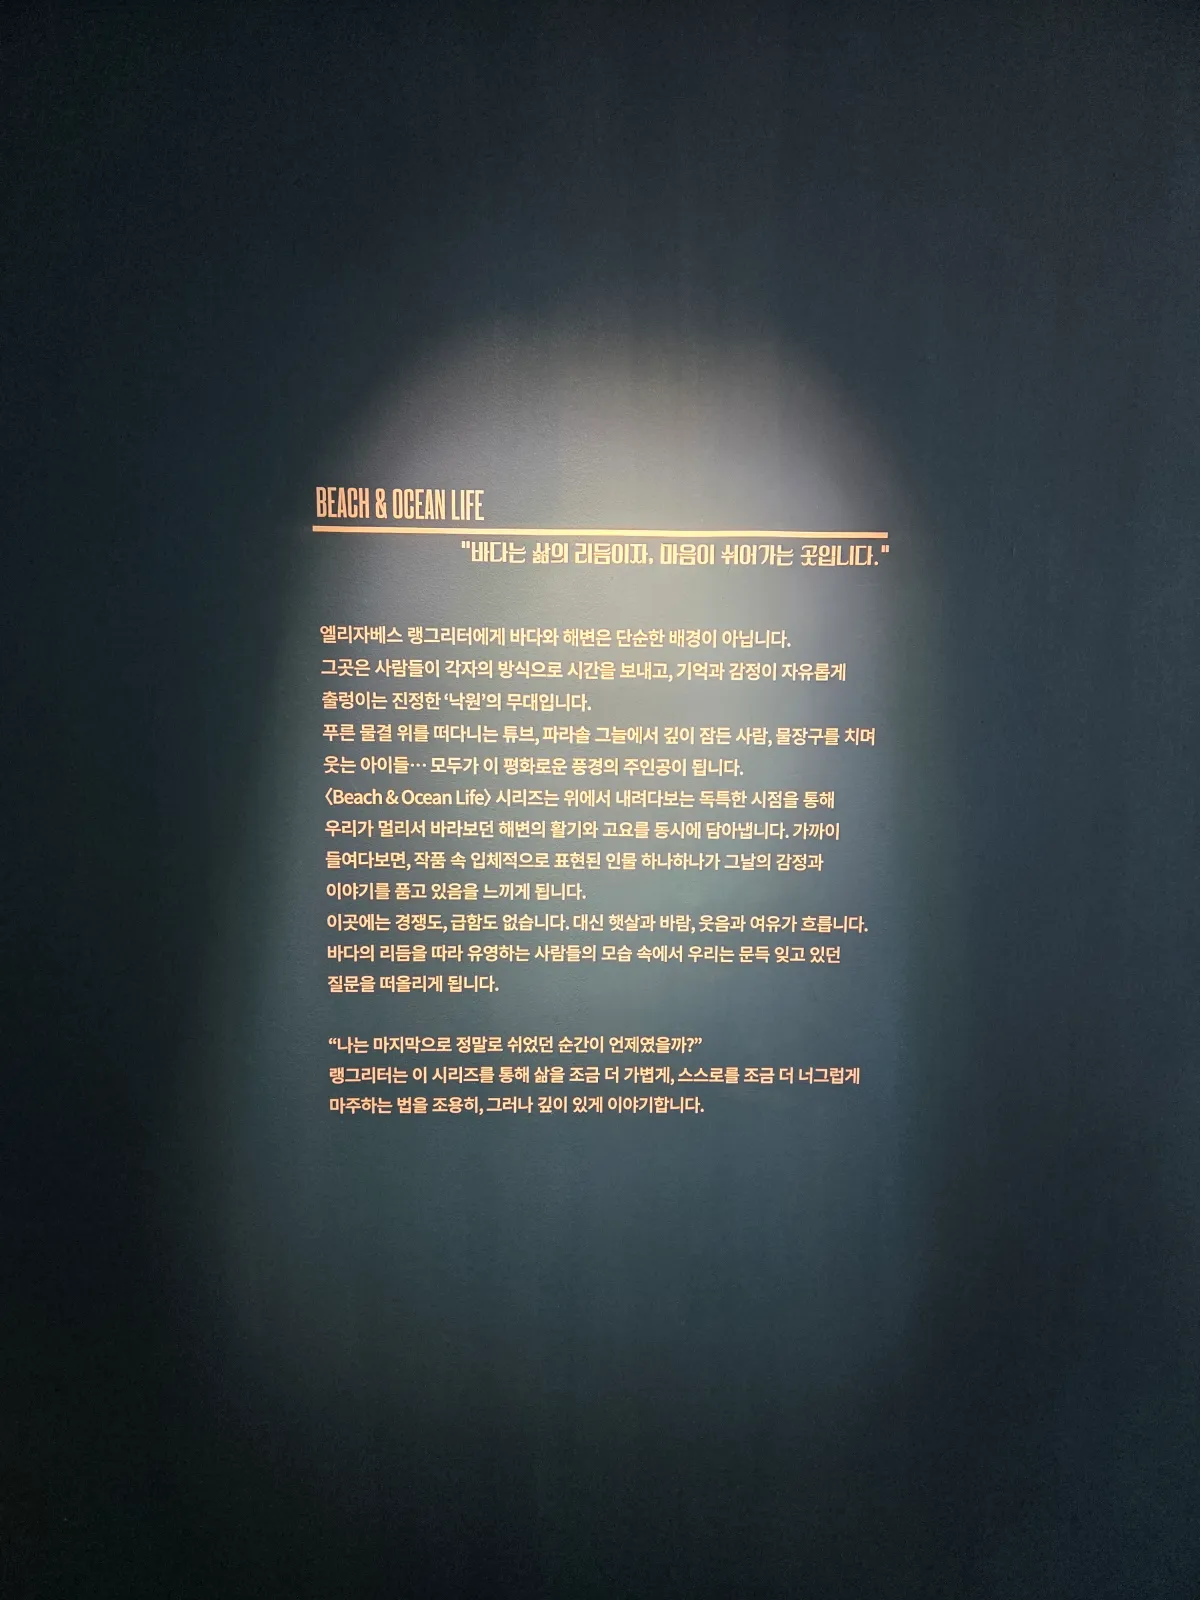 BEACH & OCEAN LIFE
"바다는 삶의 리듬이자, 마음이 쉬어가는 곳입니다."
엘리자베스 랭그리터에게 바다와 해변은 단순한 배경이 아닙니다.
그곳은 사람들이 각자의 방식으로 시간을 보내고, 기억과 감정이 자유롭게
출렁이는 진정한 ‘낙원’의 무대입니다.
푸른 물결 위를 떠다니는 튜브, 파라솔 그늘에서 깊이 잠든 사람, 물장구를 치며
웃는 아이들… 모두가 이 평화로운 풍경의 주인공이 됩니다.
〈Beach & Ocean Life〉 시리즈는 위에서 내려다보는 독특한 시점을 통해
우리가 멀리서 바라보던 해변의 활기와 고요를 동시에 담아냅니다. 가까이
들여다보면, 작품 속 입체적으로 표현된 인물 하나하나가 그날의 감정과
이야기를 품고 있음을 느끼게 됩니다.
이곳에는 경쟁도, 급함도 없습니다. 대신 햇살과 바람, 웃음과 여유가 흐릅니다.
바다의 리듬을 따라 유영하는 사람들의 모습 속에서 우리는 문득 잊고 있던
질문을 떠올리게 됩니다.
“나는 마지막으로 정말로 쉬었던 순간이 언제였을까?”
랭그리터는 이 시리즈를 통해 삶을 조금 더 가볍게, 스스로를 조금 더 너그럽게
마주하는 법을 조용히, 그러나 깊이 있게 이야기합니다.